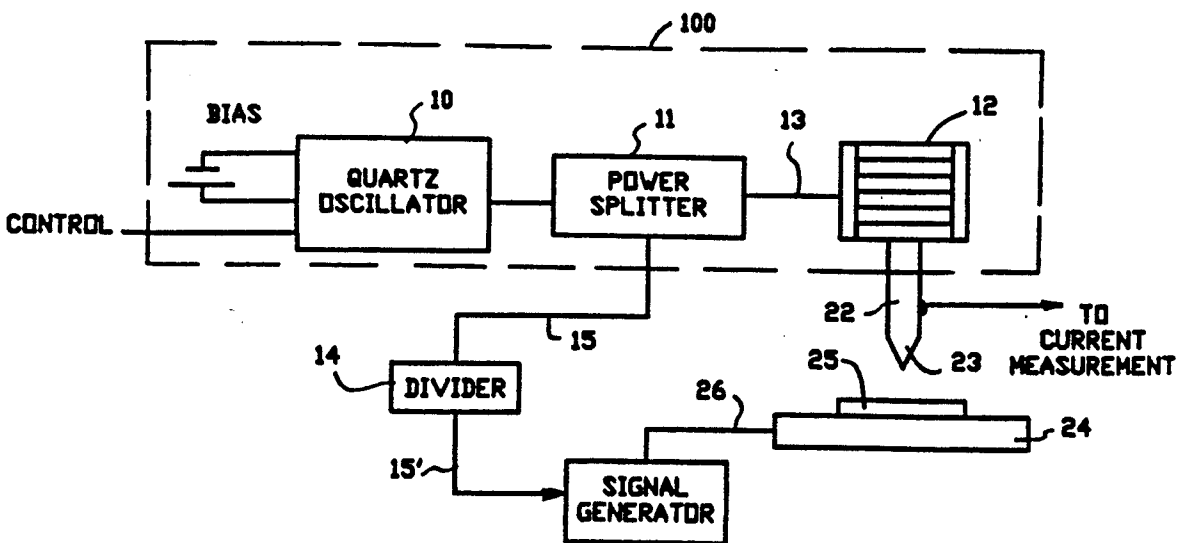 100
BIAS
10
11
12
13
QUARTZ
OSCILLATOR
POWER
SPLITTER
CONTROL
22
TO
CURRENT
MEASUREMENT
15
14
DIVIDER
23
25
26
24
15'
SIGNAL
GENERATOR